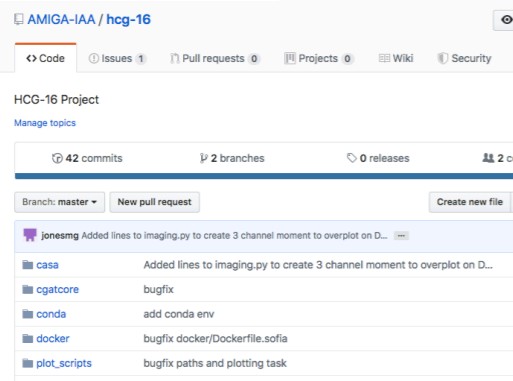 AMIGA-IAA / hcg-16
Code Issues 1 Pull requests 0 Projects 0 Wiki Security
HCG-16 Project
Manage topics
42 commits 2 branches 0 releases 2 c
Branch: master New pull request Create new file
jonesmg Added lines to imaging.py to create 3 channel moment to overplot on D... ...
casa Added lines to imaging.py to create 3 channel moment to overplot on D...
cgatcore bugfix
conda add conda env
docker bugfix docker/Dockerfile.sofia
plot_scripts bugfix paths and plotting task